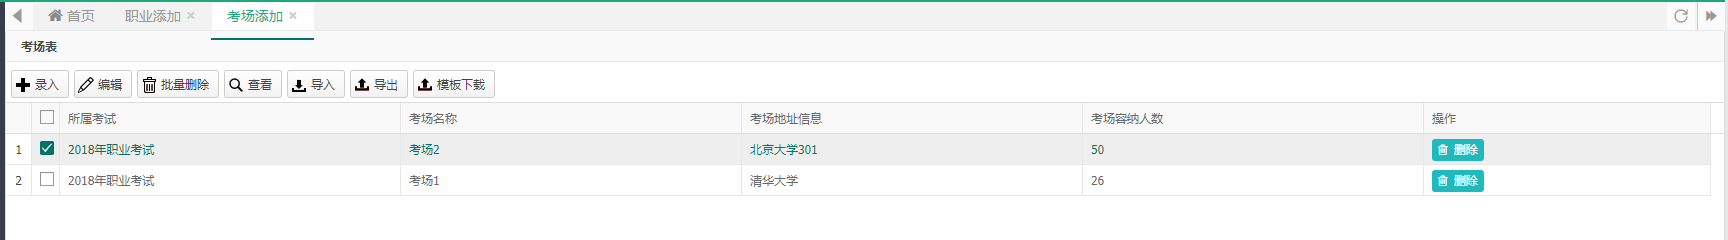 首页 职业添加 考场添加
考场表
录入 编辑 批量删除 查看 导入 导出 模板下载
所属考试 考场名称 考场地址信息 考场容纳人数 操作
1 2018年职业考试 考场2 北京大学301 50 删除
2 2018年职业考试 考场1 清华大学 26 删除